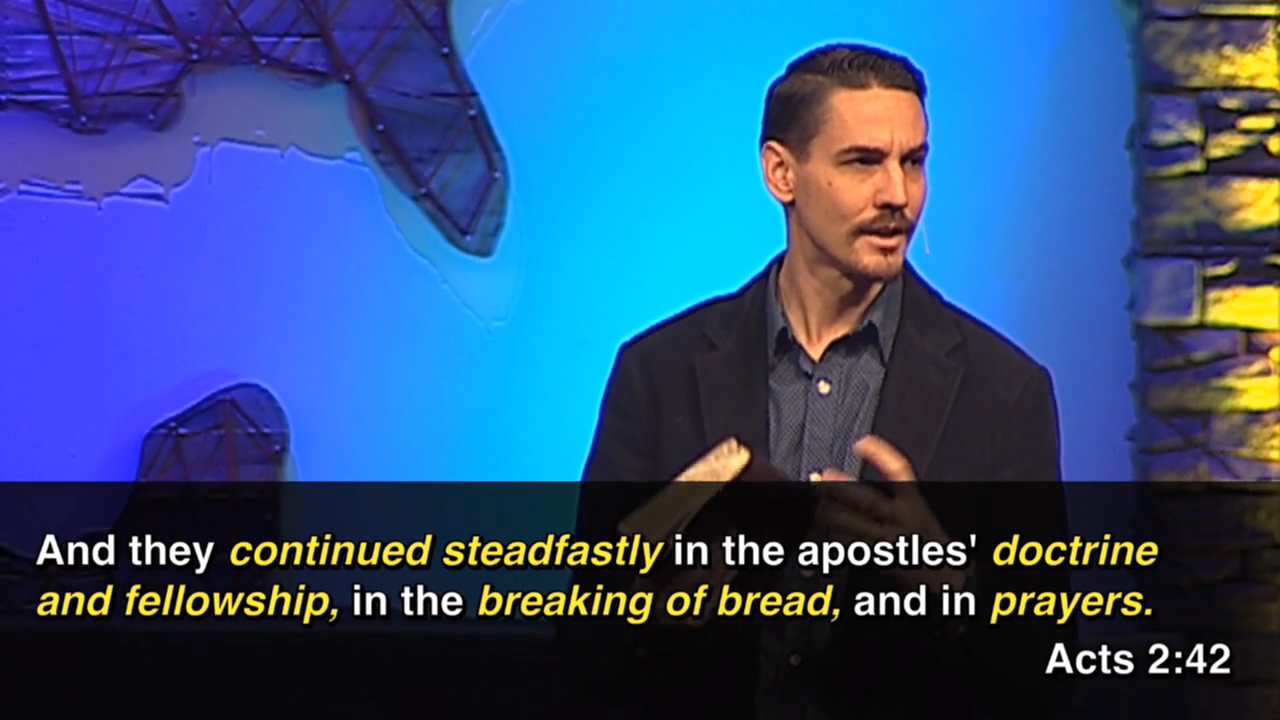 And they continued steadfastly in the apostles' doctrine
and fellowship, in the breaking of bread, and in prayers.
Acts 2:42